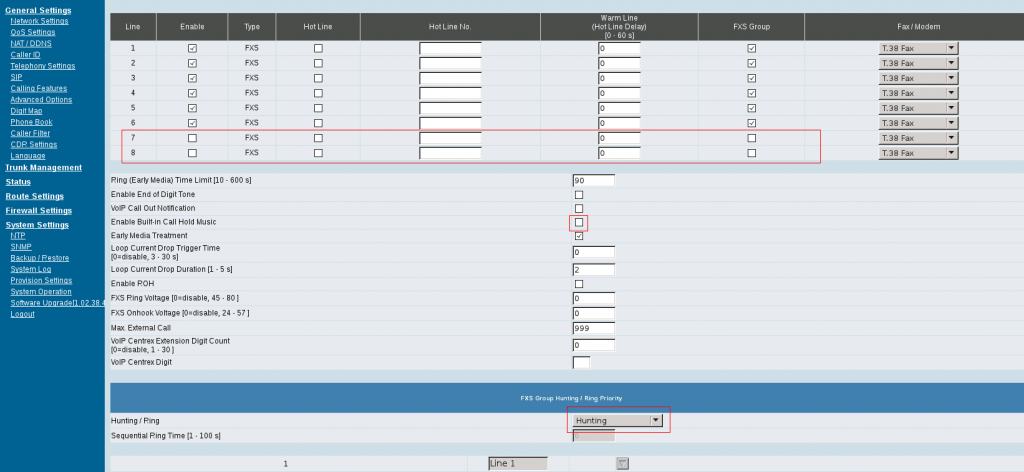 General Settings
Network Settings
QoS Settings
NAT / DDNS
Caller ID
Telephony Settings
SIP
Calling Features
Advanced Options
Digit Map
Phone Book
Caller Filter
CDR Settings
Language
Trunk Management
Status
Route Settings
Firewall Settings
System Settings
NTP
SNMP
Backup / Restore
System Log
Provision Settings
System Operation
Software Upgrade[1.02.38.4
Logout
Line Enable Type Hot Line Hot Line No. Warm Line (Hot Line Delay) [0 - 60 s] FXS Group Fax / Modem
1 FXS 0 T.38 Fax
2 FXS 0 T.38 Fax
3 FXS 0 T.38 Fax
4 FXS 0 T.38 Fax
5 FXS 0 T.38 Fax
6 FXS 0 T.38 Fax
7 FXS 0 T.38 Fax
8 FXS 0 T.38 Fax
Ring (Early Media) Time Limit [10 - 600 s] 90
Enable End of Digit Tone
VoIP Call Out Notification
Enable Built-in Call Hold Music
Early Media Treatment
Loop Current Drop Trigger Time
[0=disable, 3 - 30 s] 0
Loop Current Drop Duration [1 - 5 s] 2
Enable ROH
FXS Ring Voltage [0=disable, 45 - 80 ] 0
FXS Onhook Voltage [0=disable, 24 - 57 ] 0
Max. External Call 999
VoIP Centrex Extension Digit Count
[0=disable, 1 - 30 ] 0
VoIP Centrex Digit
FXS Group Hunting / Ring Priority
Hunting / Ring Hunting
Sequential Ring Time [1 - 100 s]
1 Line 1